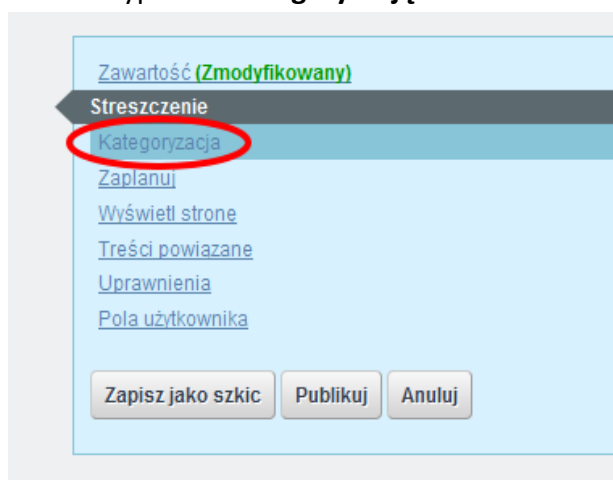 Zawartość (Zmodyfikowany)
Streszczenie
Kategoryzacja
Zaplanuj
Wyświetl strone
Treści powiazane
Uprawnienia
Pola użytkownika
Zapisz jako szkic Publikuj Anuluj